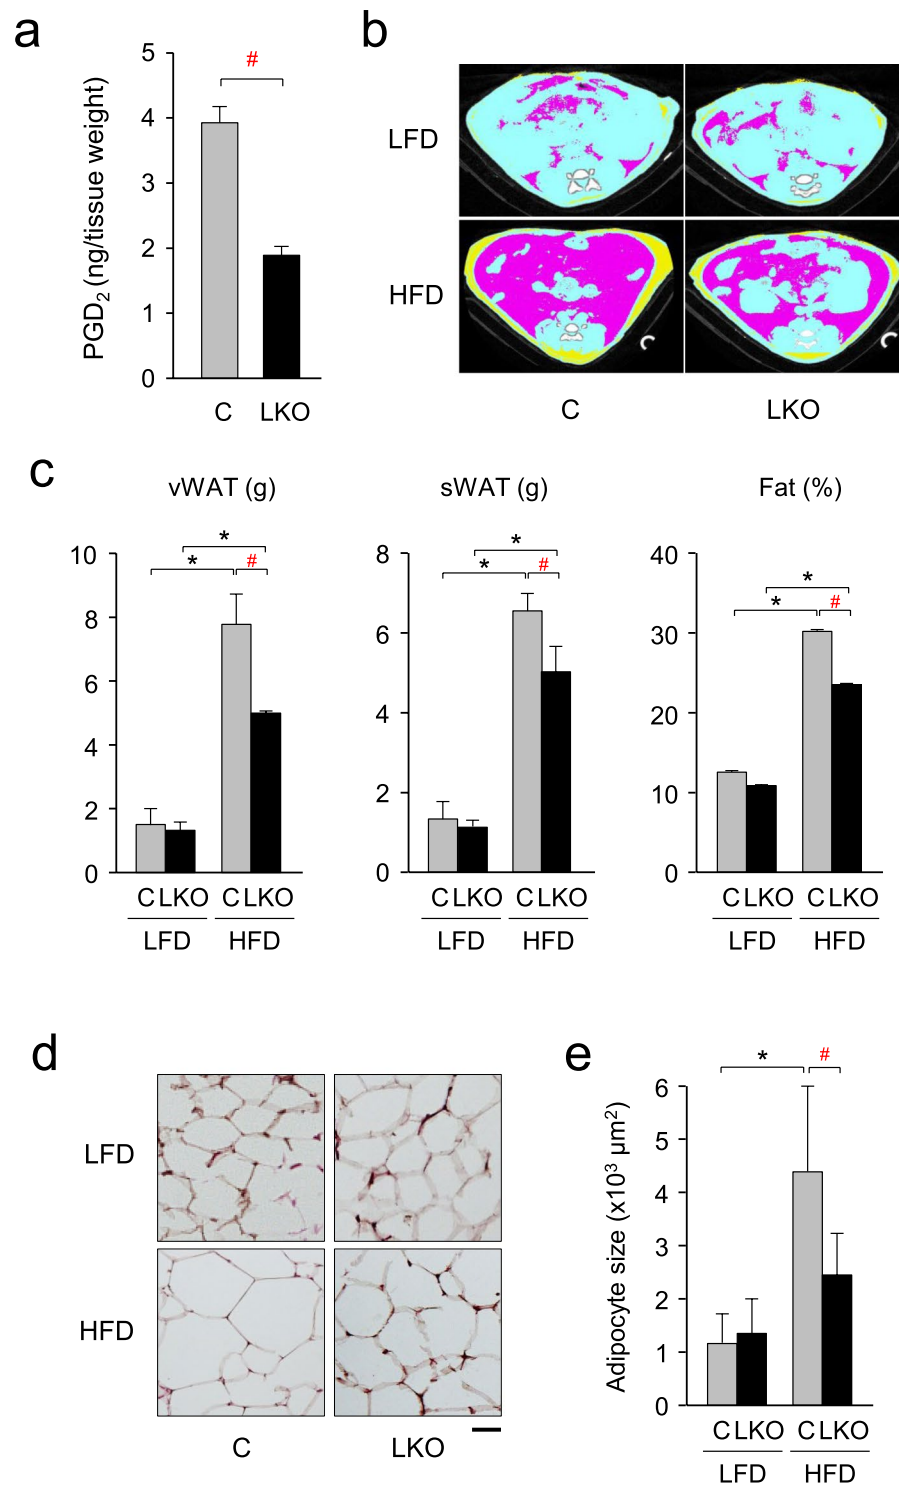 a
PGD2 (ng/tissue weight)
5
4
3
2
1
0
#
C LKO
b
LFD
HFD
C LKO
c
vWAT (g)
10
8
6
4
2
0
* * #
C LKO C LKO
LFD HFD
sWAT (g)
8
6
4
2
0
* * #
C LKO C LKO
LFD HFD
Fat (%)
40
30
20
10
0
* * #
C LKO C LKO
LFD HFD
d
LFD
HFD
C LKO
e
Adipocyte size (x10³ µm²)
6
5
4
3
2
1
0
* #
C LKO C LKO
LFD HFD